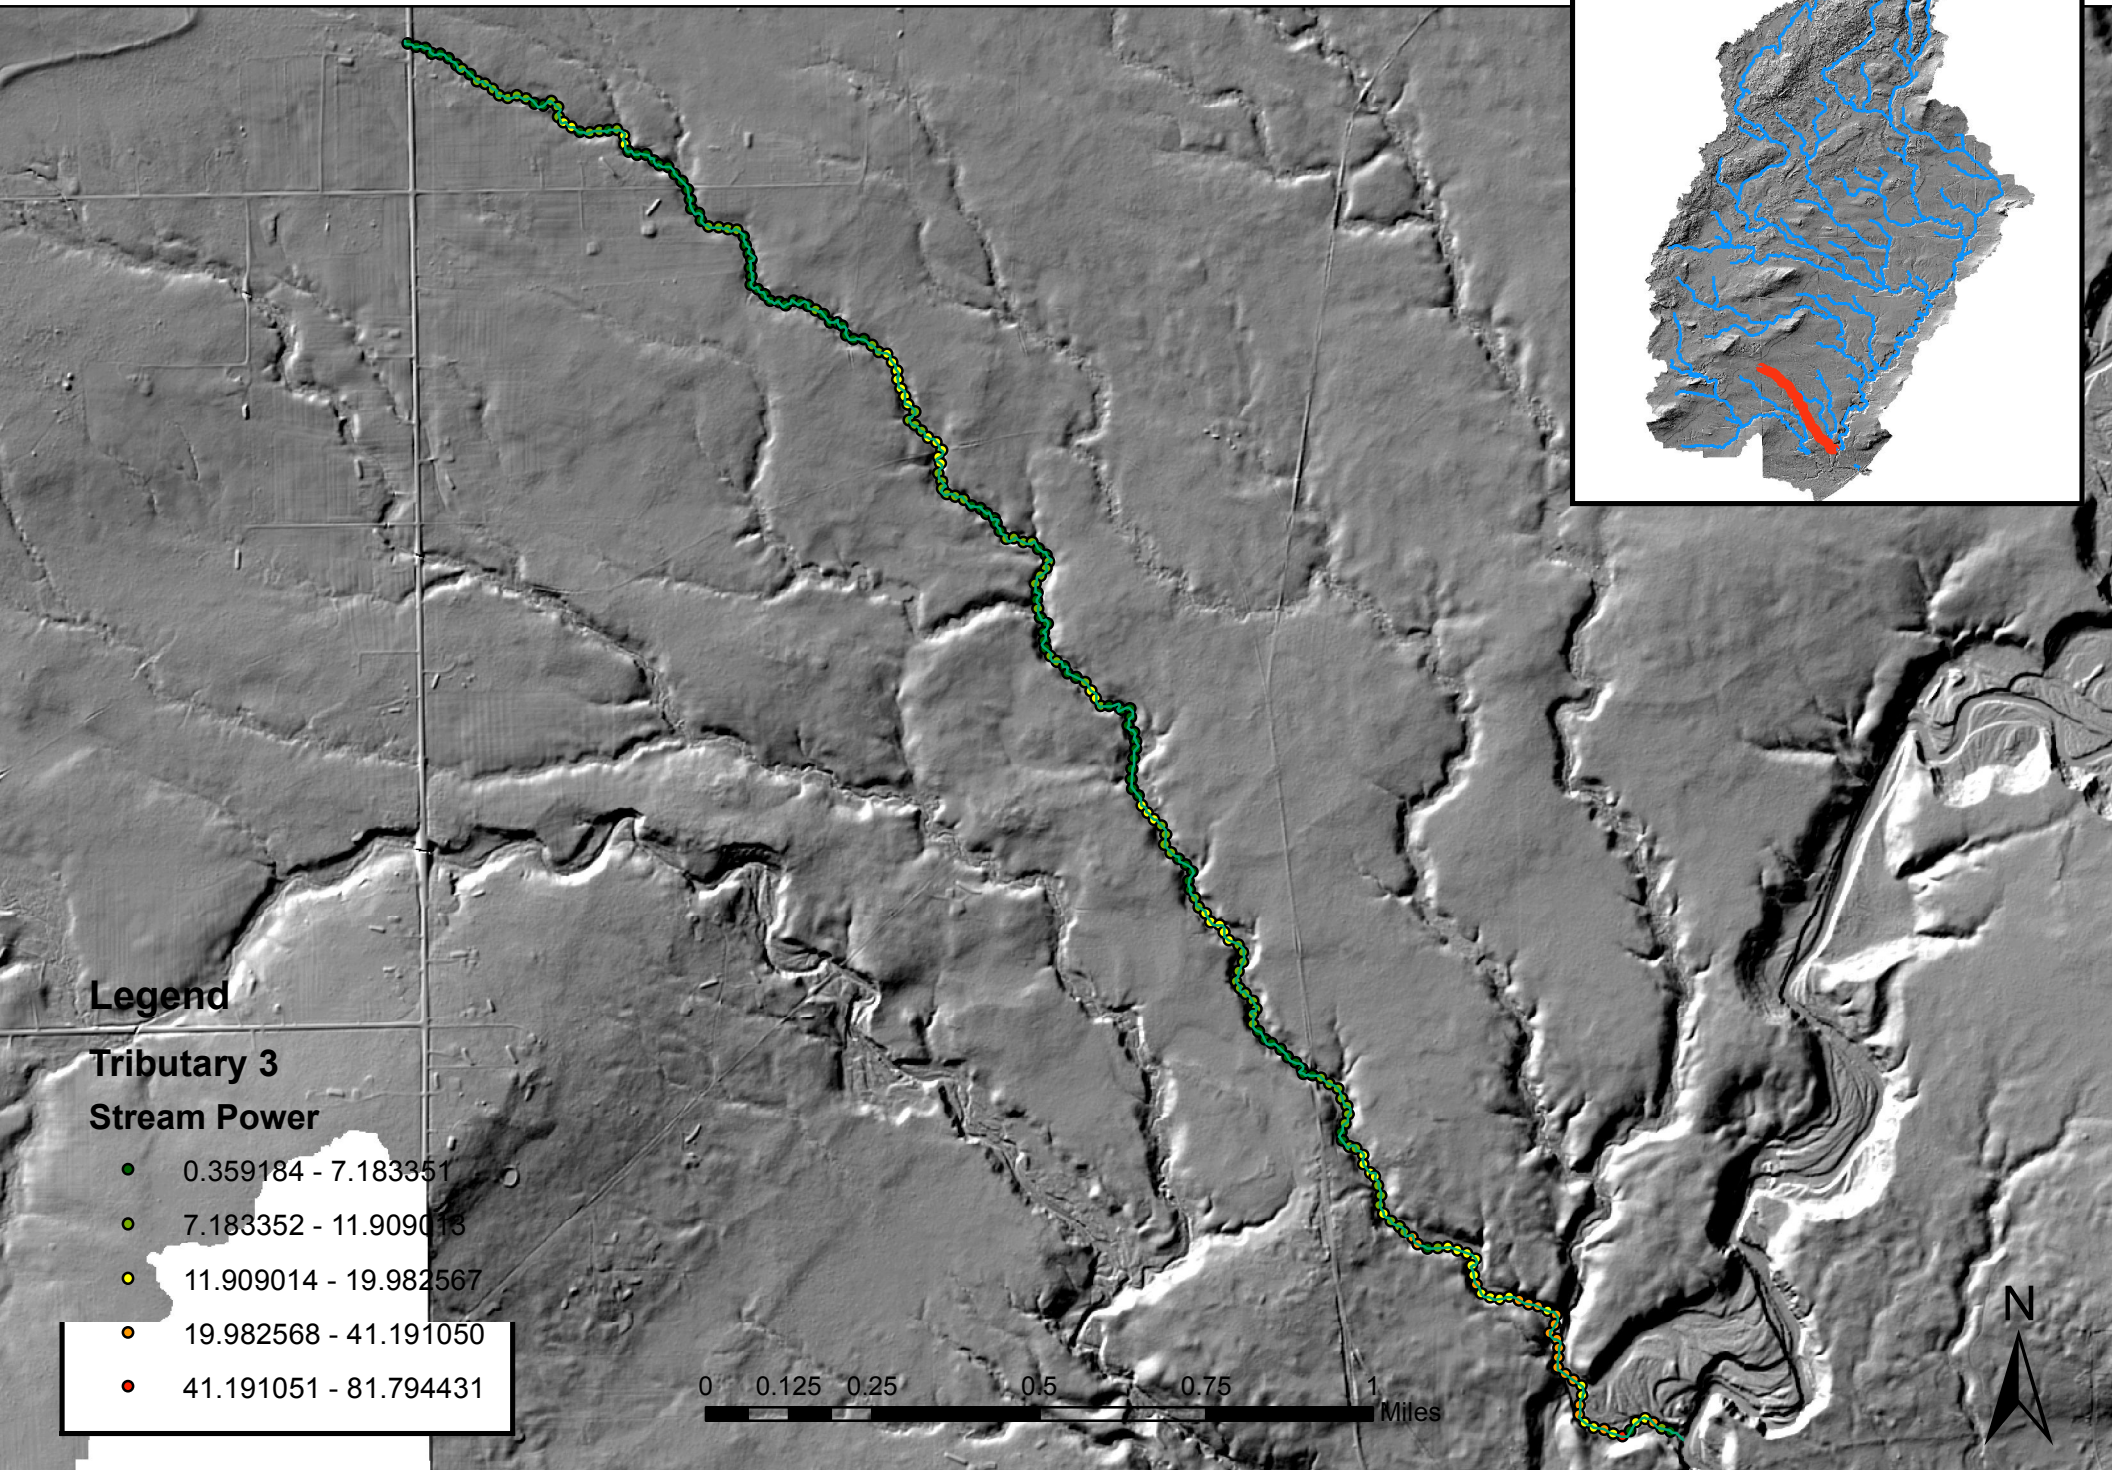 Legend
Tributary 3
Stream Power
0.359184 - 7.183351
7.183352 - 11.909013
11.909014 - 19.982567
19.982568 - 41.191050
41.191051 - 81.794431
0 0.125 0.25 0.5 0.75 1
Miles
N